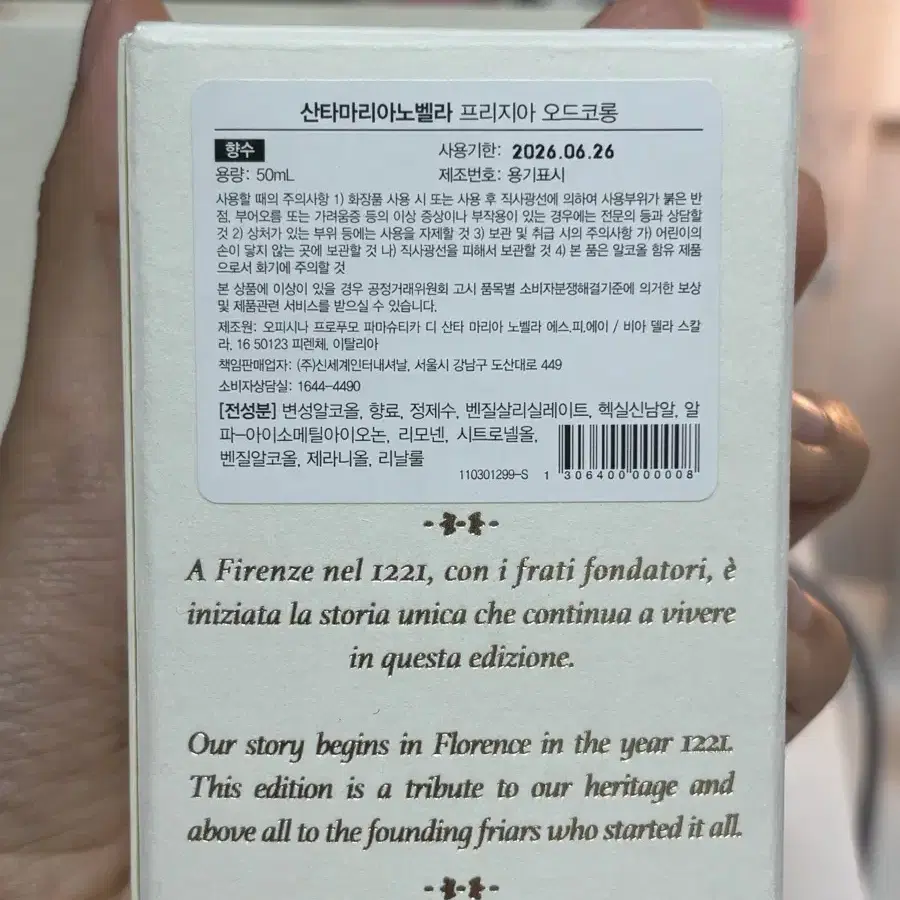 산타마리아노벨라 프리지아 오드코롱
향수
사용기한: 2026.06.26
용량: 50mL
제조번호: 용기표시
사용할 때의 주의사항 1) 화장품 사용 시 또는 사용 후 직사광선에 의하여 사용부위가 붉은 반
점, 부어오름 또는 가려움증 등의 이상 증상이나 부작용이 있는 경우에는 전문의 등과 상담할
것 2) 상처가 있는 부위 등에는 사용을 자제할 것 3) 보관 및 취급 시의 주의사항 가) 어린이의
손이 닿지 않는 곳에 보관할 것 나) 직사광선을 피해서 보관할 것 4) 본 품은 알코올 함유 제품
으로서 화기에 주의할 것
본 상품에 이상이 있을 경우 공정거래위원회 고시 품목별 소비자분쟁해결기준에 의거한 보상
및 제품관련 서비스를 받으실 수 있습니다.
제조원: 오피시나 프로푸모 파마슈티카 디 산타 마리아 노벨라 에스.피.에이 / 비아 델라 스칼
라, 16 50123 피렌체, 이탈리아
책임판매업자: (주)신세계인터내셔날, 서울시 강남구 도산대로 449
소비자상담실: 1644-4490
[전성분] 변성알코올, 향료, 정제수, 벤질살리실레이트, 헥실신남알, 알
파-아이소메틸아이오논, 리모넨, 시트로넬올,
벤질알코올, 제라니올, 리날룰
110301299-S 1 306400 000008
A Firenze nel 1221, con i frati fondatori, è
iniziata la storia unica che continua a vivere
in questa edizione.
Our story begins in Florence in the year 1221.
This edition is a tribute to our heritage and
above all to the founding friars who started it all.